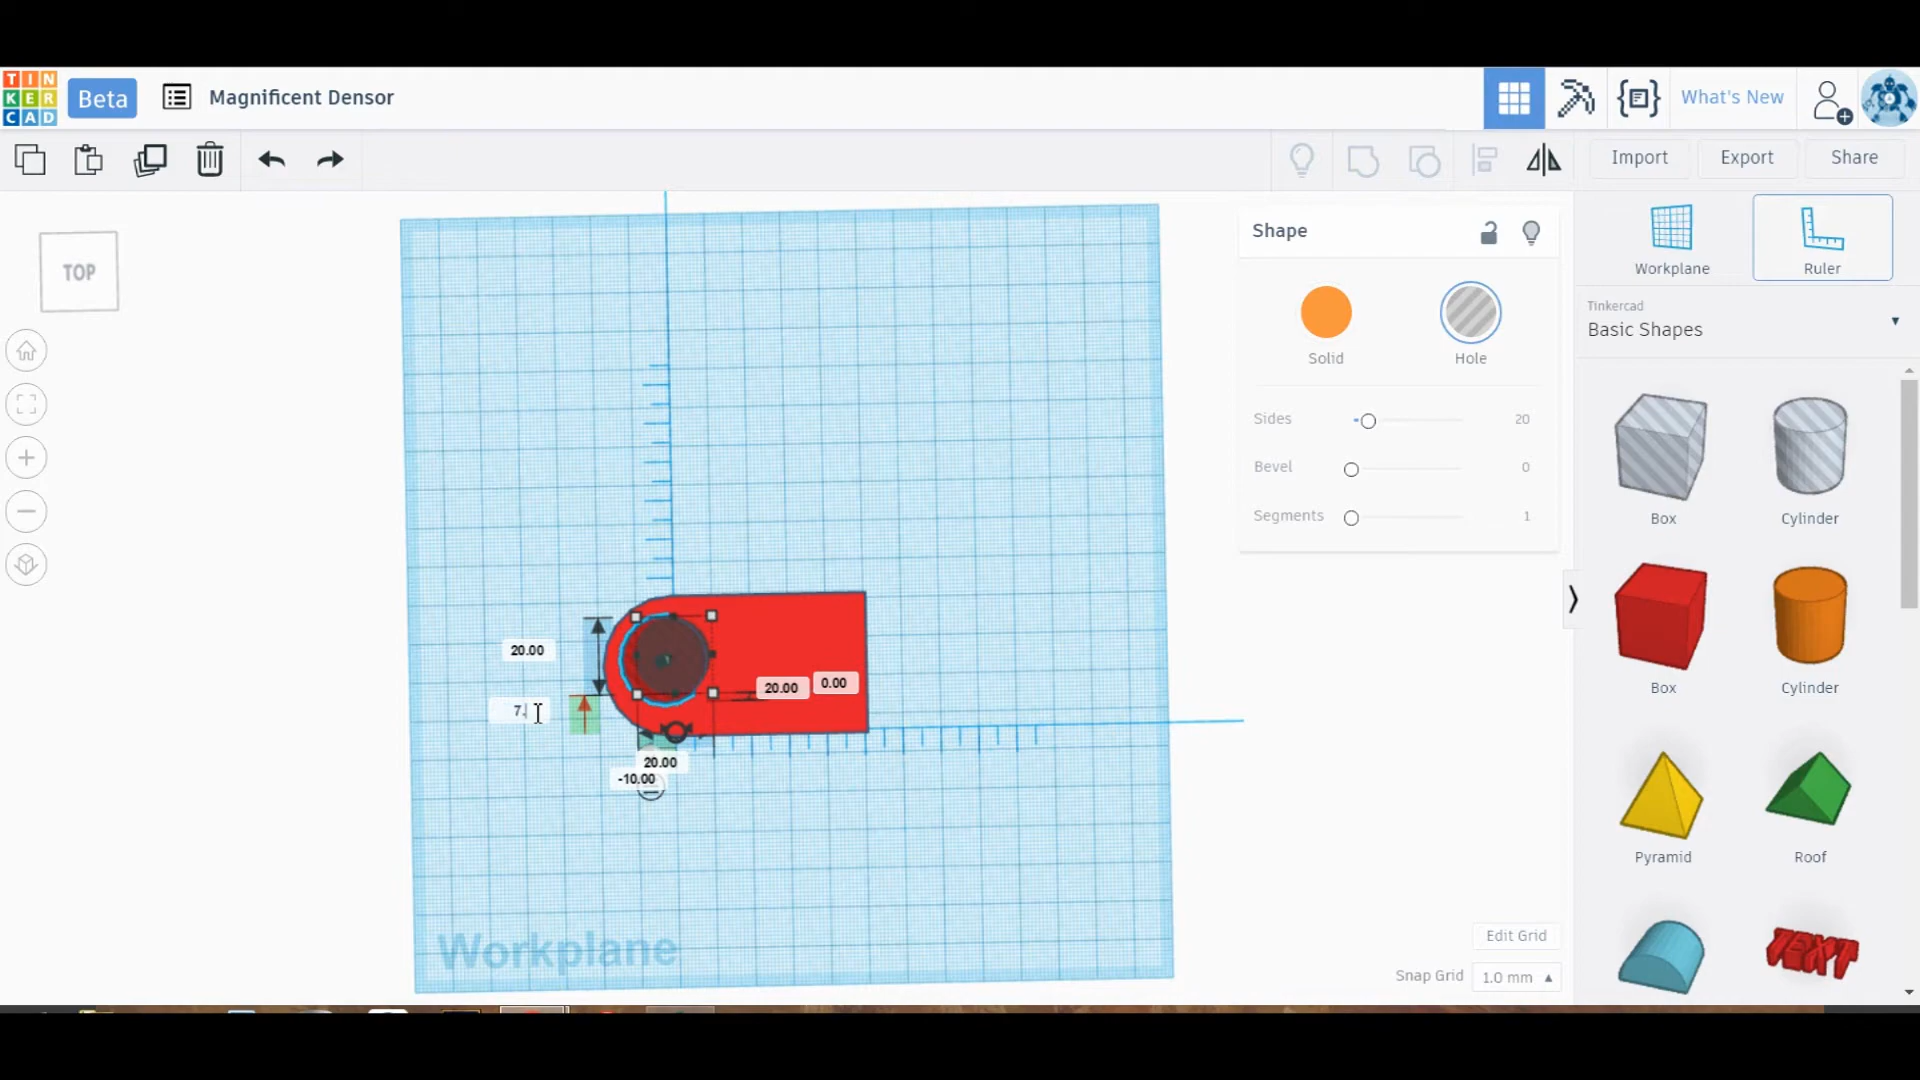 TIN
KER
CAD
Beta
Magnificent Densor
What's New
Import
Export
Share
TOP
Shape
Solid
Hole
Sides
20
Bevel
0
Segments
1
Workplane
Ruler
Tinkercad
Basic Shapes
Box
Cylinder
Box
Cylinder
Pyramid
Roof
TEXT
20.00
7.
20.00
0.00
20.00
-10.00
Workplane
Edit Grid
Snap Grid
1.0 mm